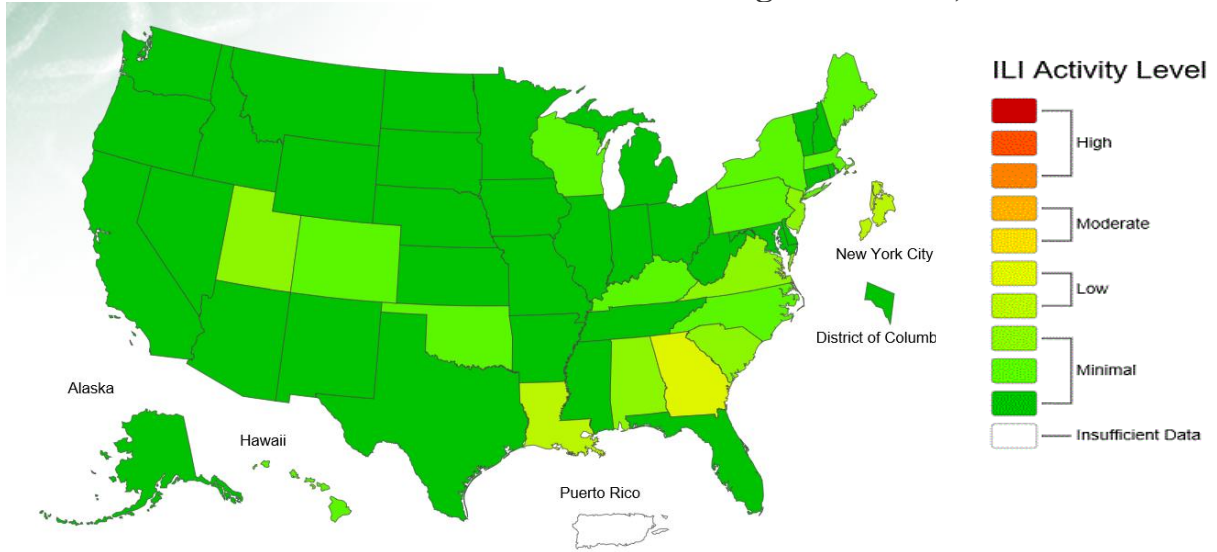 ILI Activity Level
High
Moderate
Low
Minimal
Insufficient Data
New York City
District of Columb
Alaska
Hawaii
Puerto Rico